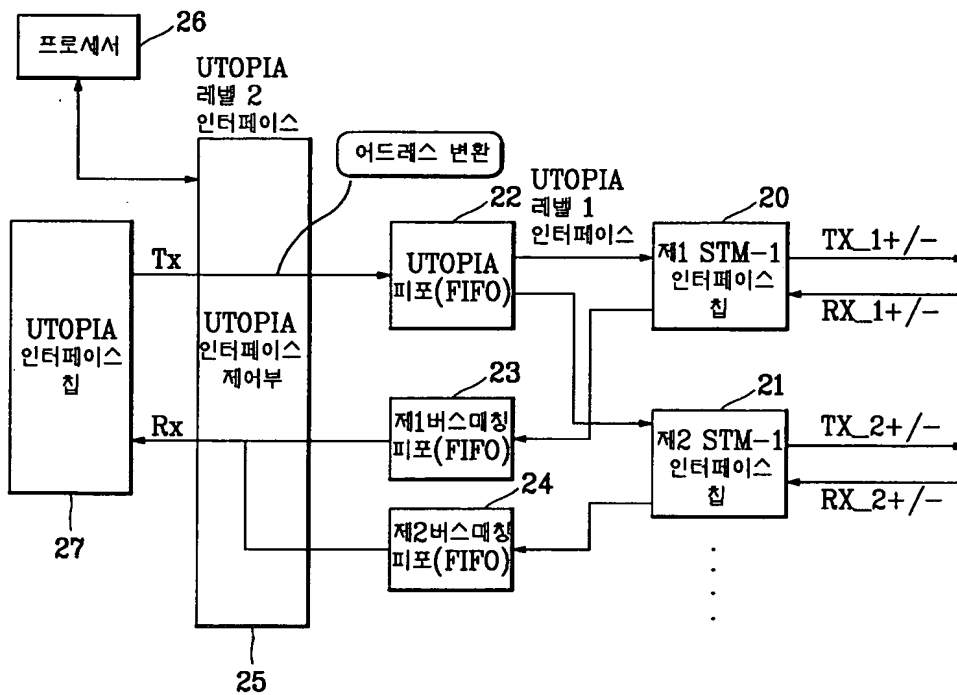 26
프로세서
UTOPIA
레벨 2
인터페이스
어드레스 변환
UTOPIA
레벨 1
인터페이스
22
20
Tx
UTOPIA
피포(FIFO)
제1 STM-1
인터페이스
칩
TX_1+/-
RX_1+/-
UTOPIA
인터페이스
칩
UTOPIA
인터페이스
제어부
23
21
Rx
제1버스매칭
피포(FIFO)
제2 STM-1
인터페이스
칩
TX_2+/-
RX_2+/-
24
제2버스매칭
피포(FIFO)
27
25